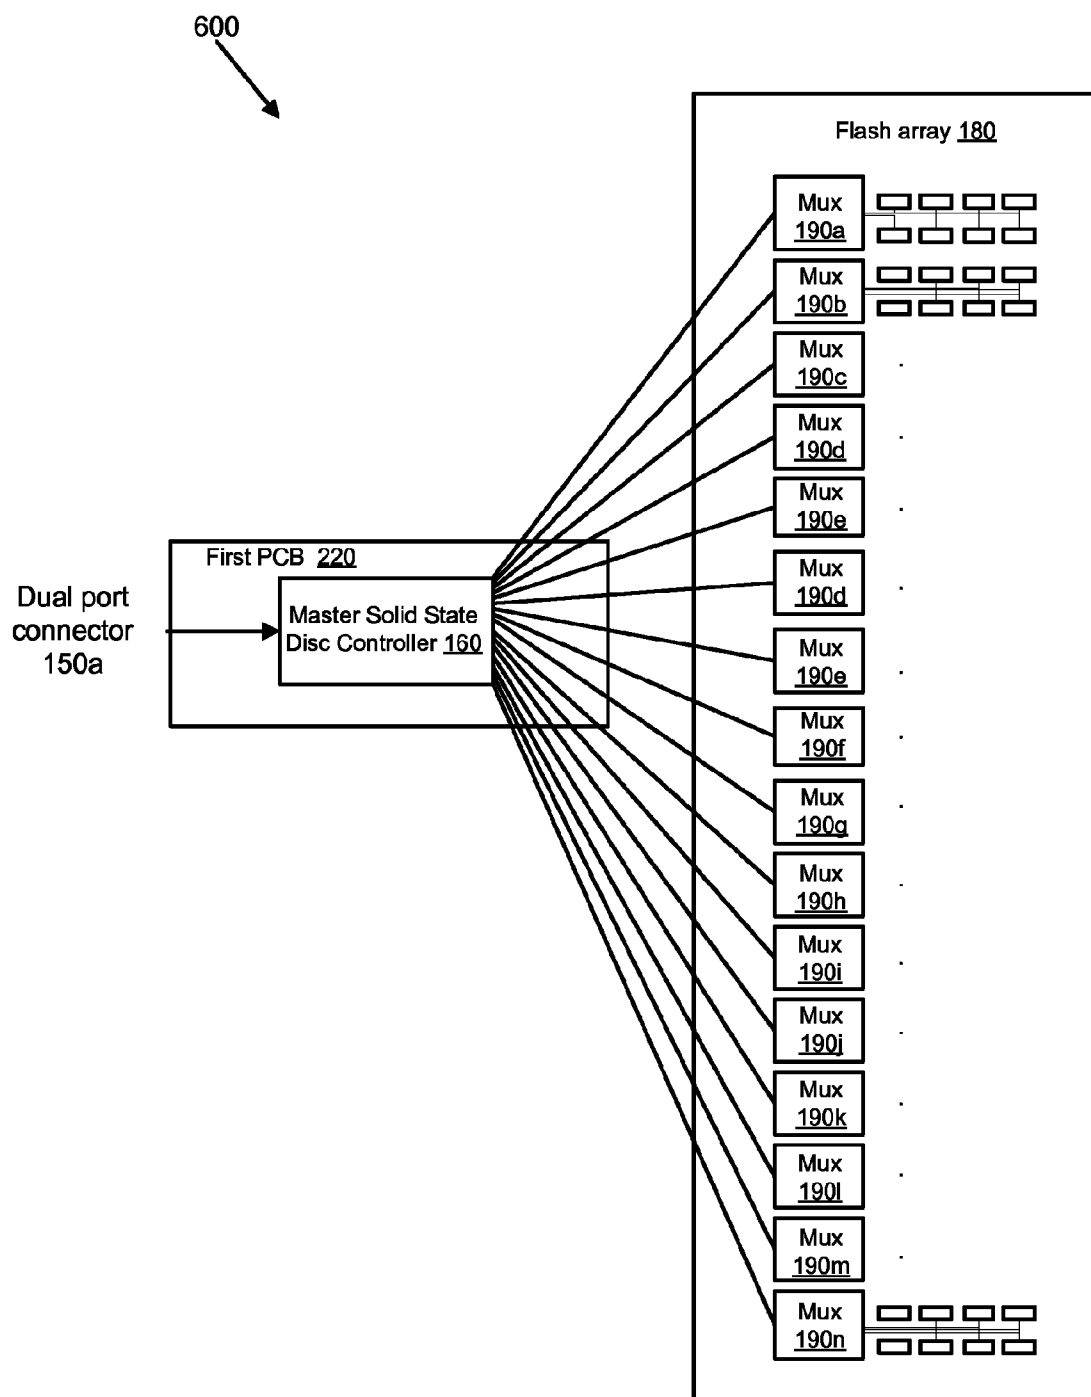 600
Flash array 180
Mux
190a
Mux
190b
Mux
190c
Mux
190d
Mux
190e
Mux
190d
Mux
190e
Mux
190f
Mux
190g
Mux
190h
Mux
190i
Mux
190j
Mux
190k
Mux
190l
Mux
190m
Mux
190n
First PCB 220
Master Solid State
Disc Controller 160
Dual port
connector
150a